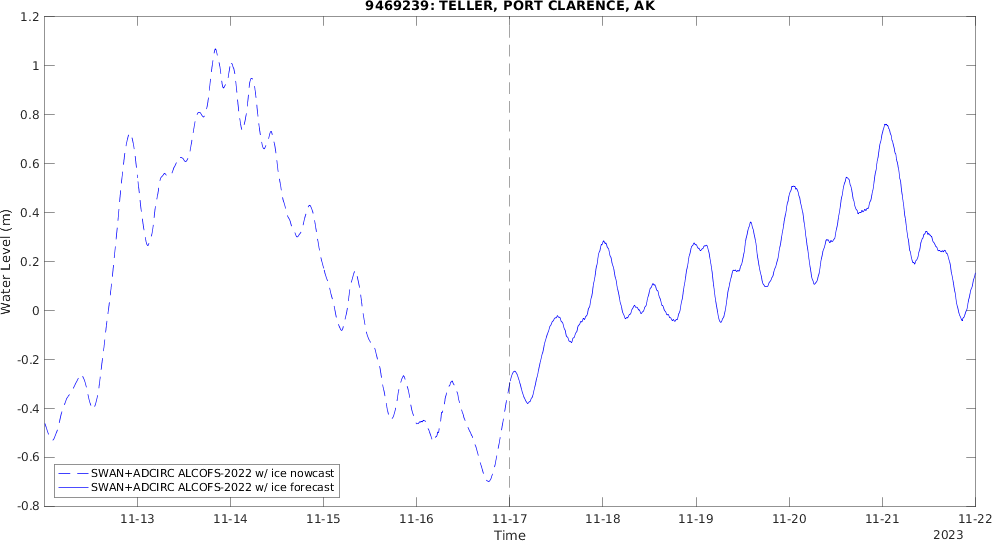 9469239: TELLER, PORT CLARENCE, AK
1.2
1
0.8
0.6
0.4
0.2
0
-0.2
-0.4
-0.6
-0.8
Water Level (m)
SWAN+ADCIRC ALCOFS-2022 w/ ice nowcast
SWAN+ADCIRC ALCOFS-2022 w/ ice forecast
11-13 11-14 11-15 11-16 11-17 11-18 11-19 11-20 11-21 11-22
Time
2023